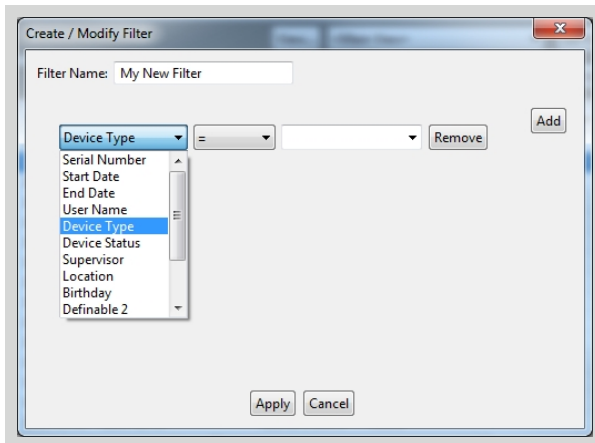 Create / Modify Filter
Filter Name: My New Filter
Add
Device Type = Remove
Serial Number
Start Date
End Date
User Name
Device Type
Device Status
Supervisor
Location
Birthday
Definable 2
Apply Cancel